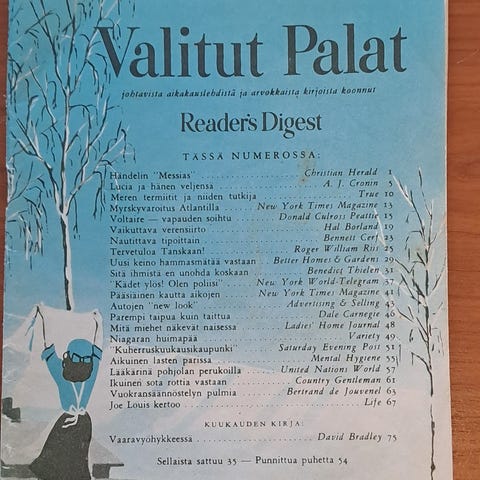 Valitut Palat
johtavista aikakauslehdistä ja arvokkaista kirjoista koonnut
Reader's Digest
TÄSSÄ NUMEROSSA:
Händelin "Messias" Christian Herald 1
Lucia ja hänen veljensä A. J. Cronin 5
Meren termiitit ja niiden tutkija True 10
Myrskyvaroitus Atlantilla New York Times Magazine 13
Voltaire — vapauden soihtu Donald Culross Peattie 15
Vaikuttava verensiirto Hal Borland 19
Nautittava tipoittain Bennett Cerf 23
Tervetuloa Tanskaan! Roger William Riis 25
Uusi keino hammasmätää vastaan Better Homes & Gardens 29
Sitä ihmistä en unohda koskaan Benedict Thielen 31
"Kädet ylös! Olen poliisi" New York World-Telegram 37
Pääsiäinen kautta aikojen New York Times Magazine 41
Autojen "new look" Advertising & Selling 43
Parempi taipua kuin taittua Dale Carnegie 46
Mitä miehet näkevät naisessa Ladies' Home Journal 48
Niagaran huimapää Variety 49
"Kuherruskuukausikaupunki" Saturday Evening Post 51
Aikuinen lasten parissa Mental Hygiene 55
Lääkärinä pohjolan perukoilla United Nations World 57
Ikuinen sota rottia vastaan Country Gentleman 61
Vuokransäännöstelyn pulmia Bertrand de Jouvenel 63
Joe Louis kertoo Life 67
KUUKAUDEN KIRJA:
Vaaravyöhykkeessä David Bradley 75
Sellaista sattuu 35 — Punnittua puhetta 54